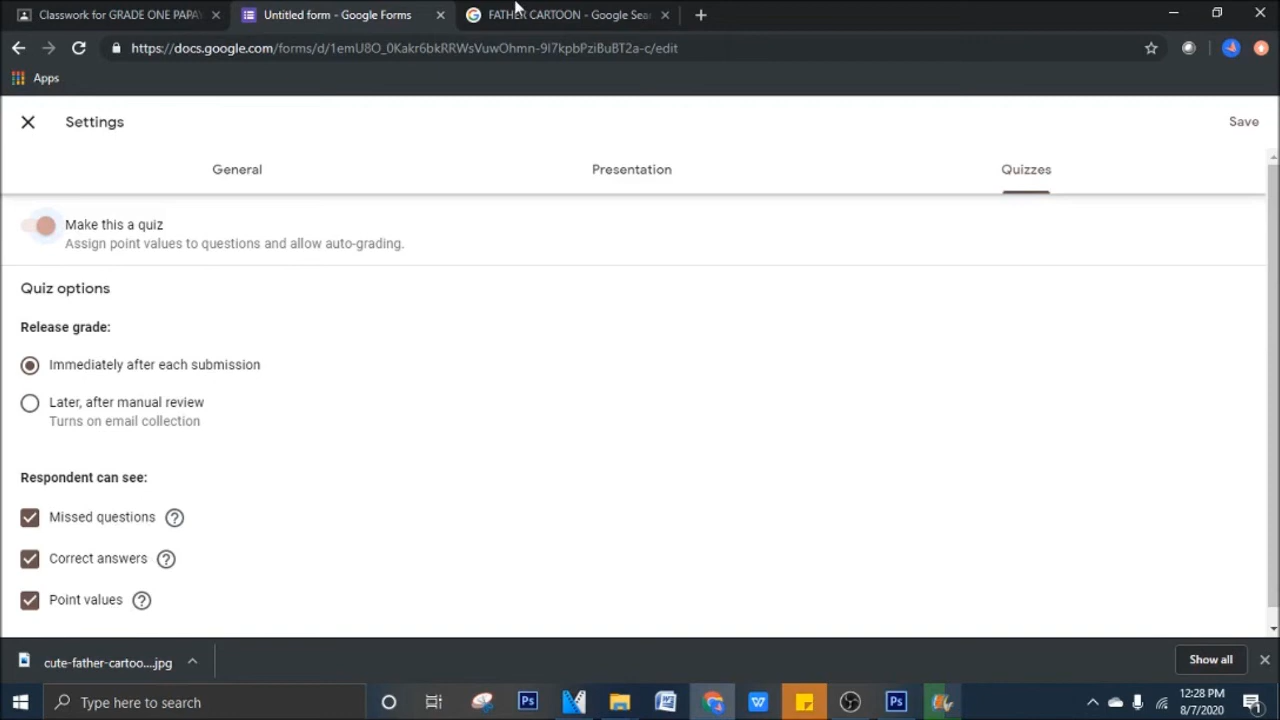 Classwork for GRADE ONE PAPAY
Untitled form - Google Forms
FATHER CARTOON - Google Sear
https://docs.google.com/forms/d/1emU8O_0Kakr6bkRRWsVuwOhmn-9l7kpbPziBuBT2a-c/edit
Apps
Settings
Save
General
Presentation
Quizzes
Make this a quiz
Assign point values to questions and allow auto-grading.
Quiz options
Release grade:
Immediately after each submission
Later, after manual review
Turns on email collection
Respondent can see:
Missed questions
Correct answers
Point values
cute-father-cartoo....jpg
Show all
Type here to search
12:28 PM
8/7/2020